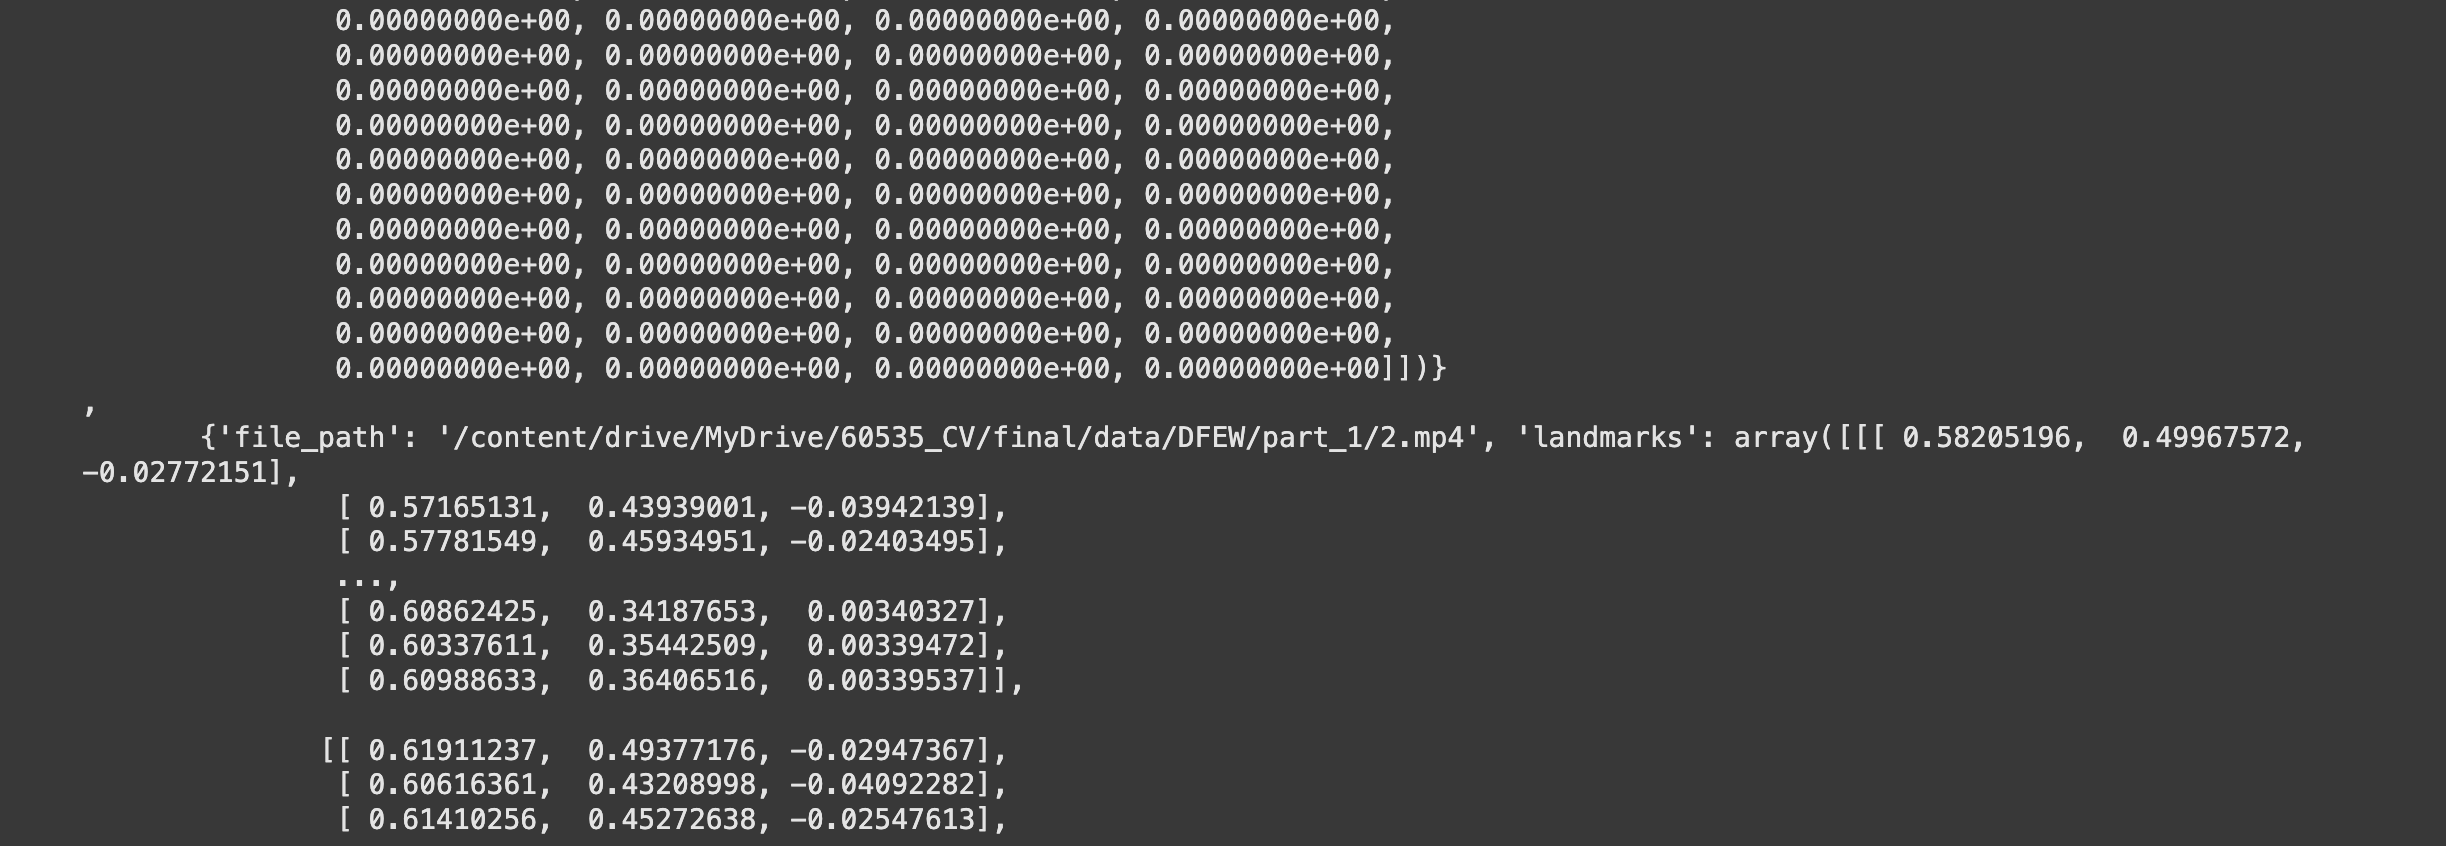 0.00000000e+00, 0.00000000e+00, 0.00000000e+00, 0.00000000e+00,
0.00000000e+00, 0.00000000e+00, 0.00000000e+00, 0.00000000e+00,
0.00000000e+00, 0.00000000e+00, 0.00000000e+00, 0.00000000e+00,
0.00000000e+00, 0.00000000e+00, 0.00000000e+00, 0.00000000e+00,
0.00000000e+00, 0.00000000e+00, 0.00000000e+00, 0.00000000e+00,
0.00000000e+00, 0.00000000e+00, 0.00000000e+00, 0.00000000e+00,
0.00000000e+00, 0.00000000e+00, 0.00000000e+00, 0.00000000e+00,
0.00000000e+00, 0.00000000e+00, 0.00000000e+00, 0.00000000e+00,
0.00000000e+00, 0.00000000e+00, 0.00000000e+00, 0.00000000e+00,
0.00000000e+00, 0.00000000e+00, 0.00000000e+00, 0.00000000e+00,
0.00000000e+00, 0.00000000e+00, 0.00000000e+00, 0.00000000e+00]])}
,
{'file_path': '/content/drive/MyDrive/60535_CV/final/data/DFEW/part_1/2.mp4', 'landmarks': array([[[ 0.58205196,  0.49967572,
-0.02772151],
[ 0.57165131,  0.43939001, -0.03942139],
[ 0.57781549,  0.45934951, -0.02403495],
...,
[ 0.60862425,  0.34187653,  0.00340327],
[ 0.60337611,  0.35442509,  0.00339472],
[ 0.60988633,  0.36406516,  0.00339537]],
[[ 0.61911237,  0.49377176, -0.02947367],
[ 0.60616361,  0.43208998, -0.04092282],
[ 0.61410256,  0.45272638, -0.02547613],